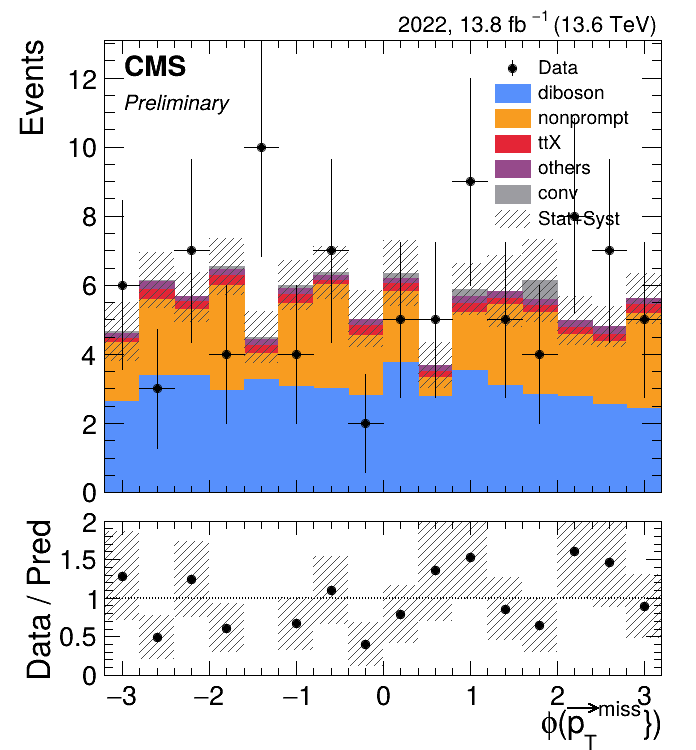 2022, 13.8 fb⁻¹ (13.6 TeV)
CMS
Preliminary
Events
Data
diboson
nonprompt
ttX
others
conv
Stat+Syst
12
10
8
6
4
2
0
Data / Pred
2
1.5
1
0.5
0
−3 −2 −1 0 1 2 3
ϕ(p⃗_T^miss})